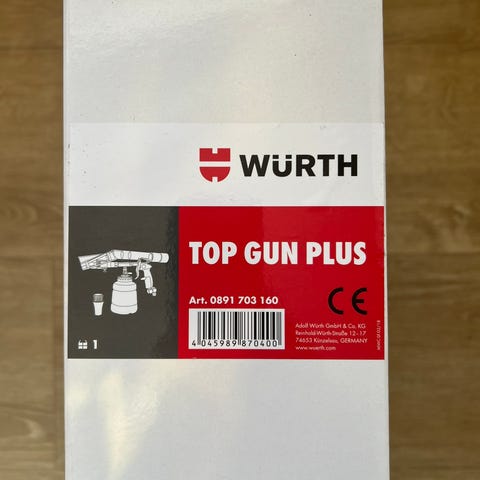 WÜRTH
TOP GUN PLUS
Art. 0891 703 160
4 045989 870400
Adolf Würth GmbH & Co. KG
Reinhold-Würth-Straße 12 - 17
74653 Künzelsau, GERMANY
www.wuerth.com
CE
1